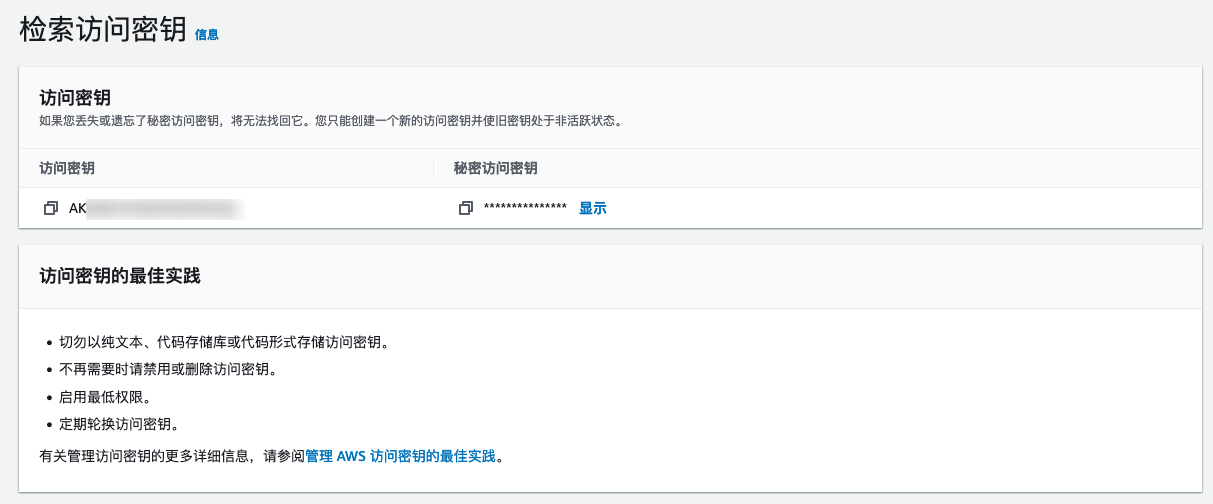 检索访问密钥 信息
访问密钥
如果您丢失或遗忘了秘密访问密钥，将无法找回它。您只能创建一个新的访问密钥并使旧密钥处于非活跃状态。
访问密钥 秘密访问密钥
AK *************** 显示
访问密钥的最佳实践
• 切勿以纯文本、代码存储库或代码形式存储访问密钥。
• 不再需要时请禁用或删除访问密钥。
• 启用最低权限。
• 定期轮换访问密钥。
有关管理访问密钥的更多详细信息，请参阅管理 AWS 访问密钥的最佳实践。